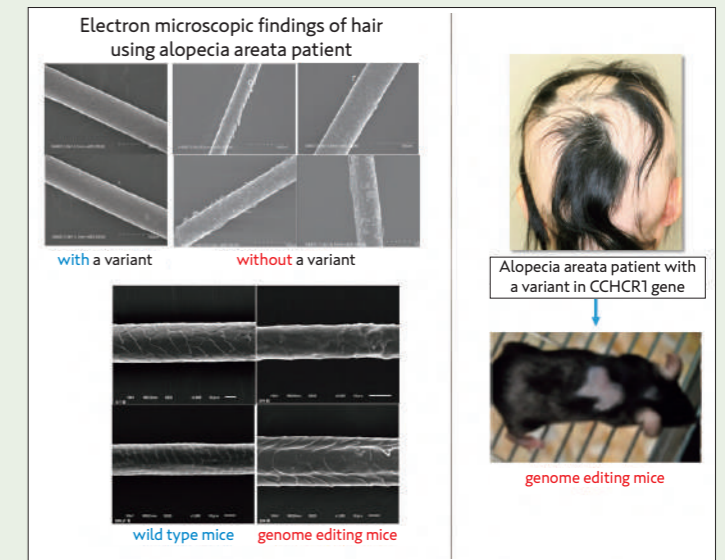 Electron microscopic findings of hair
using alopecia areata patient
with a variant
without a variant
wild type mice
genome editing mice
Alopecia areata patient with
a variant in CCHCR1 gene
genome editing mice